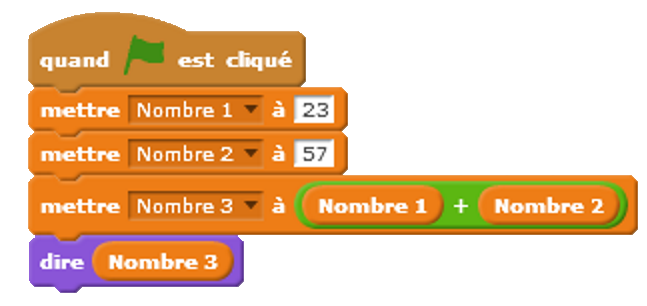 quand est cliqué
mettre Nombre 1 à 23
mettre Nombre 2 à 57
mettre Nombre 3 à Nombre 1 + Nombre 2
dire Nombre 3